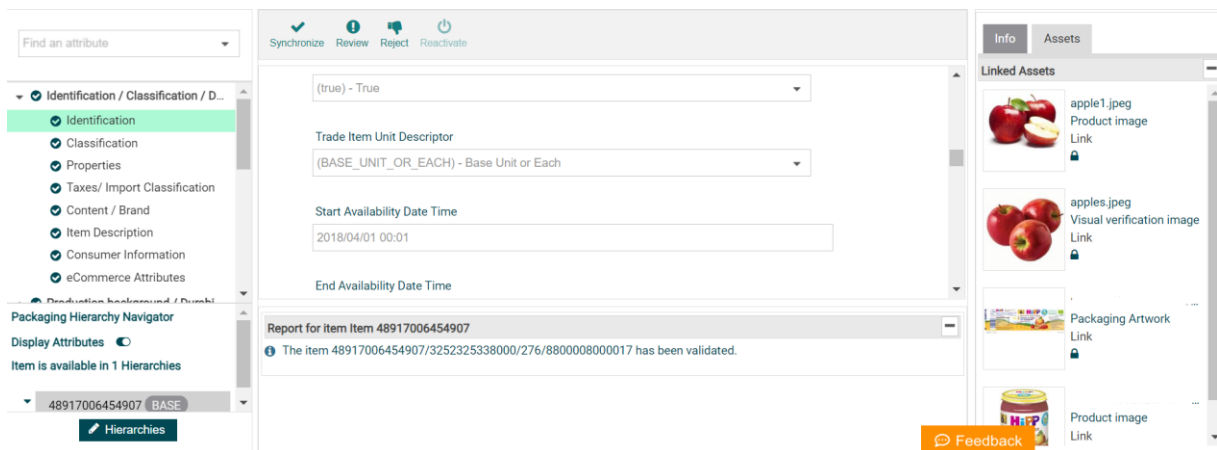 Find an attribute
Identification / Classification / D...
Identification
Classification
Properties
Taxes/ Import Classification
Content / Brand
Item Description
Consumer Information
eCommerce Attributes
Packaging Hierarchy Navigator
Display Attributes
Item is available in 1 Hierarchies
48917006454907 BASE
Hierarchies
Synchronize Review Reject Reactivate
(true) - True
Trade Item Unit Descriptor
(BASE_UNIT_OR_EACH) - Base Unit or Each
Start Availability Date Time
2018/04/01 00:01
End Availability Date Time
Report for item Item 48917006454907
The item 48917006454907/3252325338000/276/8800008000017 has been validated.
Info Assets
Linked Assets
apple1.jpeg
Product image
Link
apples.jpeg
Visual verification image
Link
Packaging Artwork
Link
HiPP
Product image
Link
Feedback